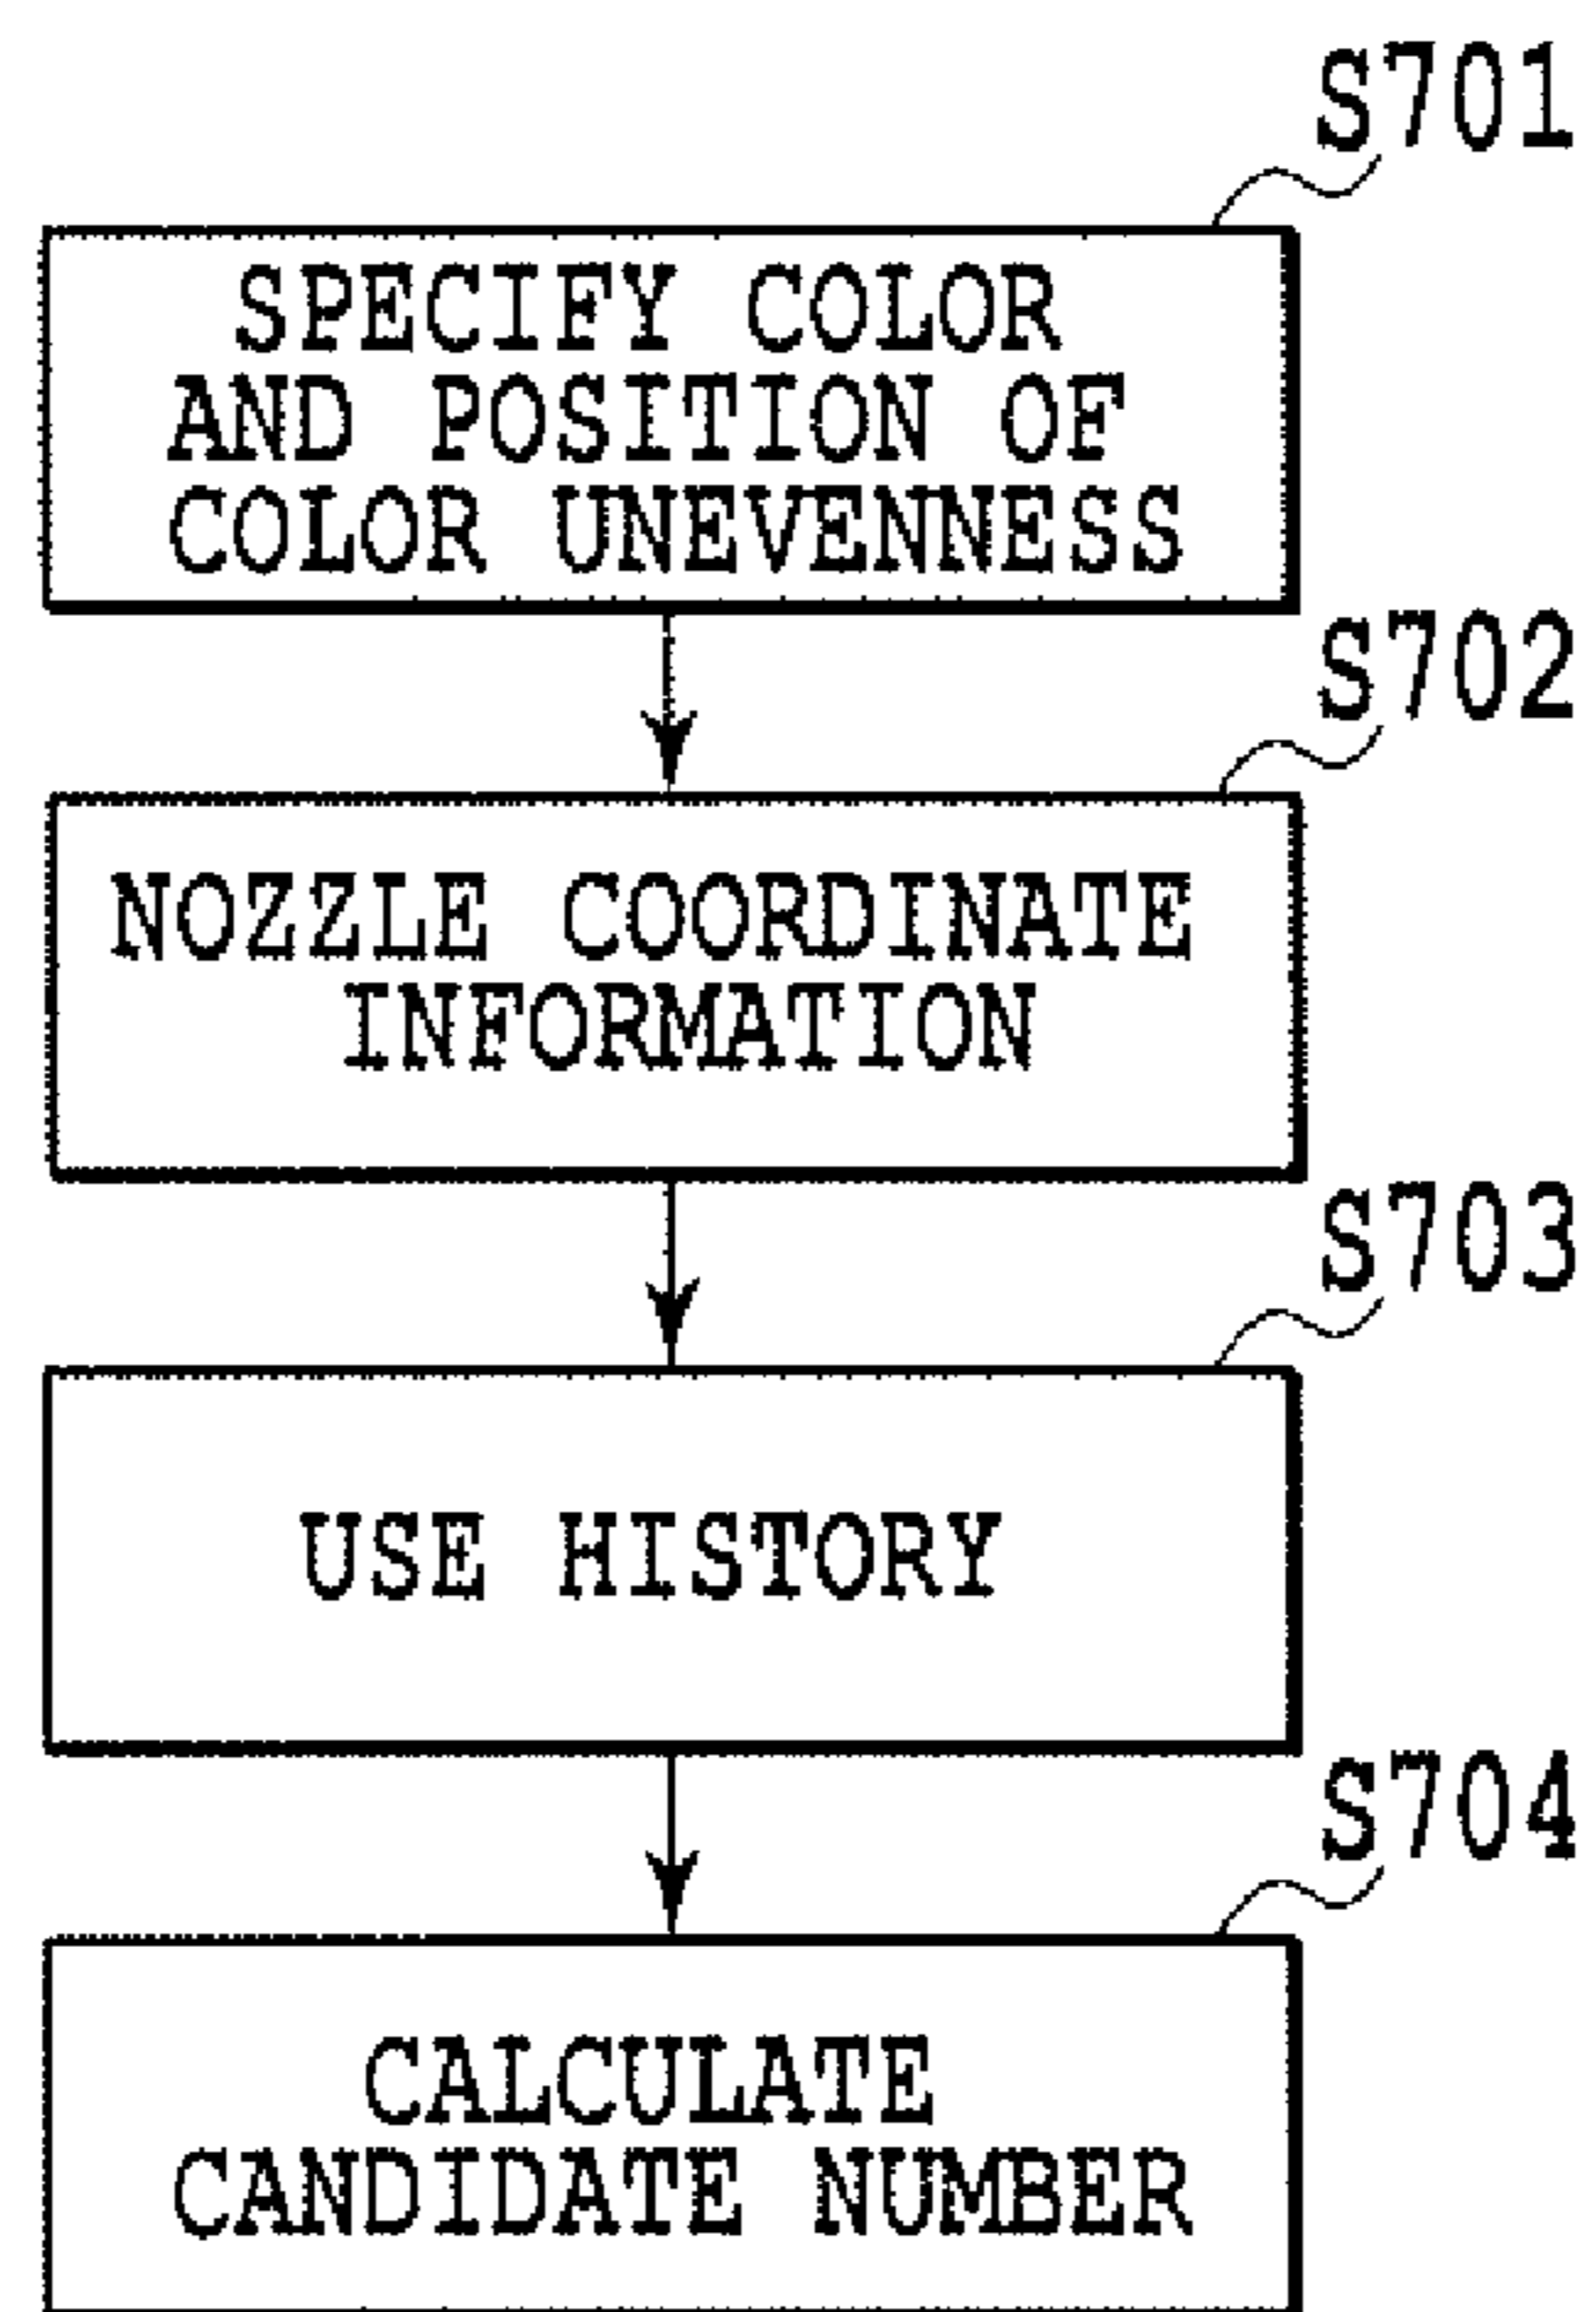 S701
SPECIFY COLOR
AND POSITION OF
COLOR UNEVENNESS
S702
NOZZLE COORDINATE
INFORMATION
S703
USE HISTORY
S704
CALCULATE
CANDIDATE NUMBER